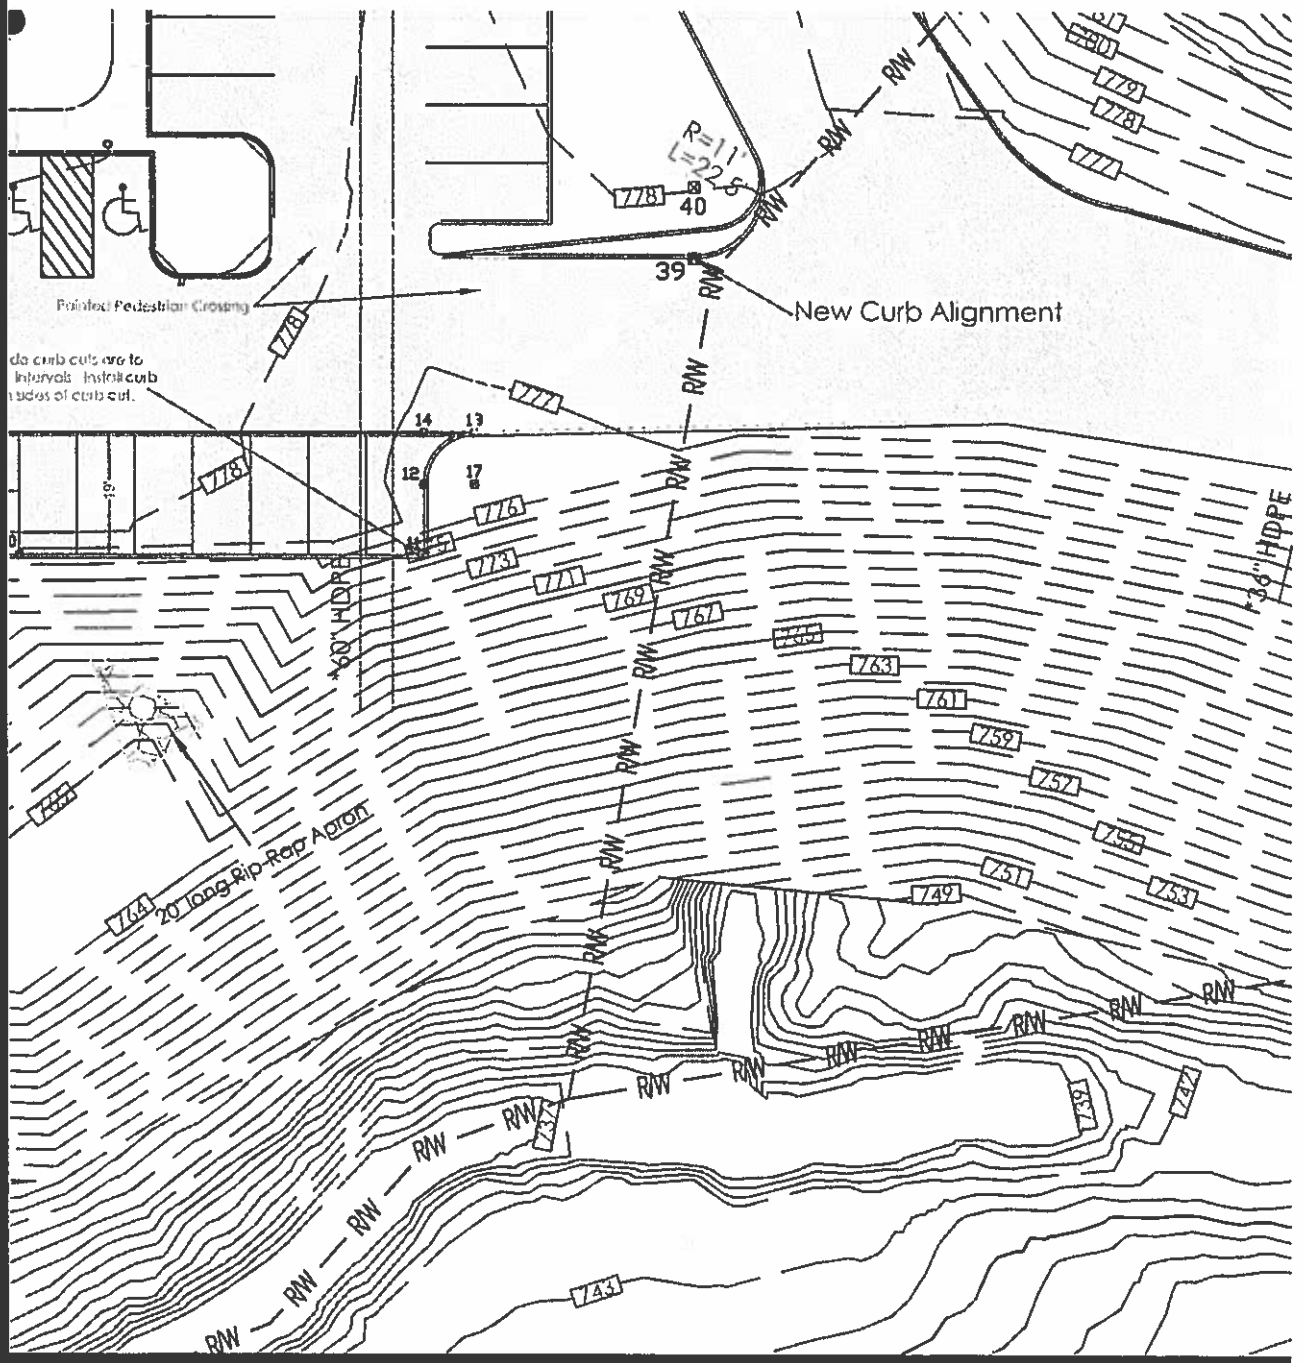 781
780
779
778
777
R/W
R/W
R=11'
L=22.5
778
40
R/W
39
R/W
New Curb Alignment
Painted Pedestrian Crossing
778
R/W
de curb cuts are to
intervals. Install curb
sides of curb cut.
777
14
13
R/W
778
12
17
19'
776
36" HDPE
11
773
771
R/W
769
767
765
60" HDPE
R/W
763
761
759
R/W
757
765
755
20' long Rip-Rap Apron
R/W
751
753
749
764
R/W
R/W
R/W
R/W
R/W
R/W
R/W
R/W
R/W
742
739
R/W
737
R/W
R/W
R/W
743
R/W